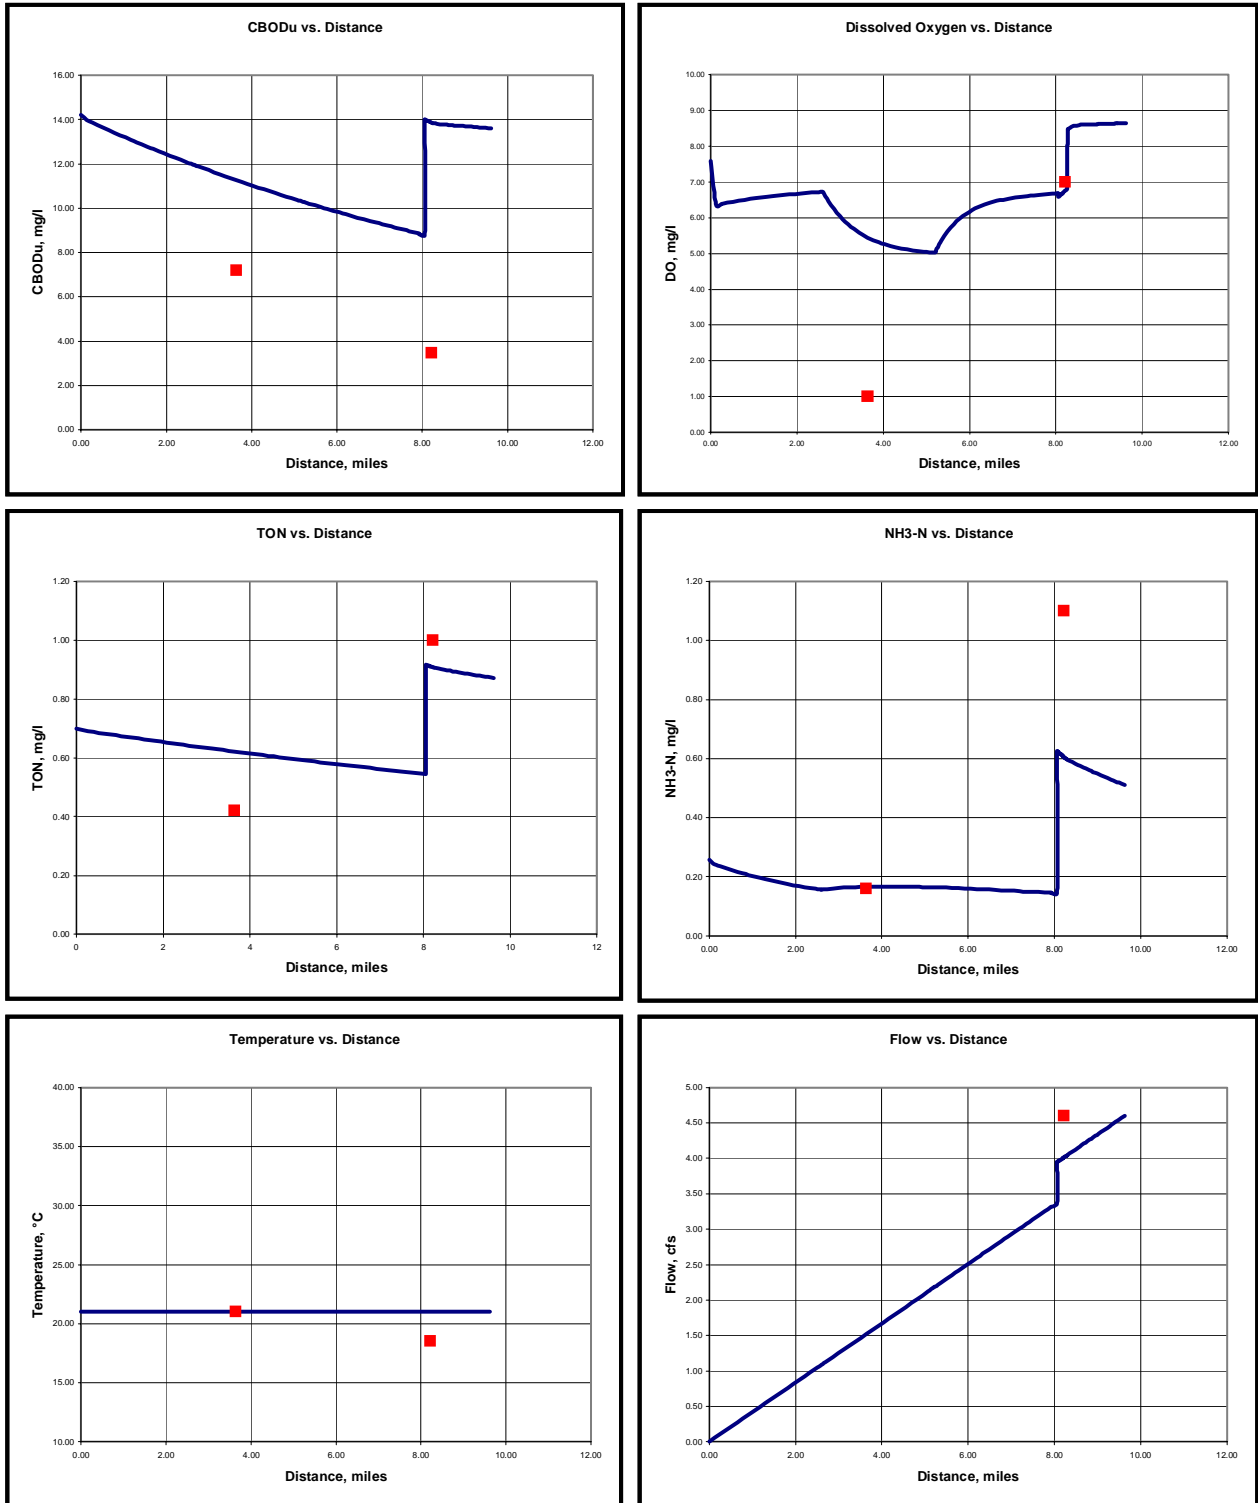 CBODu vs. Distance
16.00
14.00
12.00
10.00
8.00
6.00
4.00
2.00
0.00
CBODu, mg/l
0.00 2.00 4.00 6.00 8.00 10.00 12.00
Distance, miles
Dissolved Oxygen vs. Distance
10.00
9.00
8.00
7.00
6.00
5.00
4.00
3.00
2.00
1.00
0.00
DO, mg/l
0.00 2.00 4.00 6.00 8.00 10.00 12.00
Distance, miles
TON vs. Distance
1.20
1.00
0.80
0.60
0.40
0.20
0.00
TON, mg/l
0 2 4 6 8 10 12
Distance, miles
NH3-N vs. Distance
1.20
1.00
0.80
0.60
0.40
0.20
0.00
NH3-N, mg/l
0.00 2.00 4.00 6.00 8.00 10.00 12.00
Distance, miles
Temperature vs. Distance
40.00
35.00
30.00
25.00
20.00
15.00
10.00
Temperature, °C
0.00 2.00 4.00 6.00 8.00 10.00 12.00
Distance, miles
Flow vs. Distance
5.00
4.50
4.00
3.50
3.00
2.50
2.00
1.50
1.00
0.50
0.00
Flow, cfs
0.00 2.00 4.00 6.00 8.00 10.00 12.00
Distance, miles